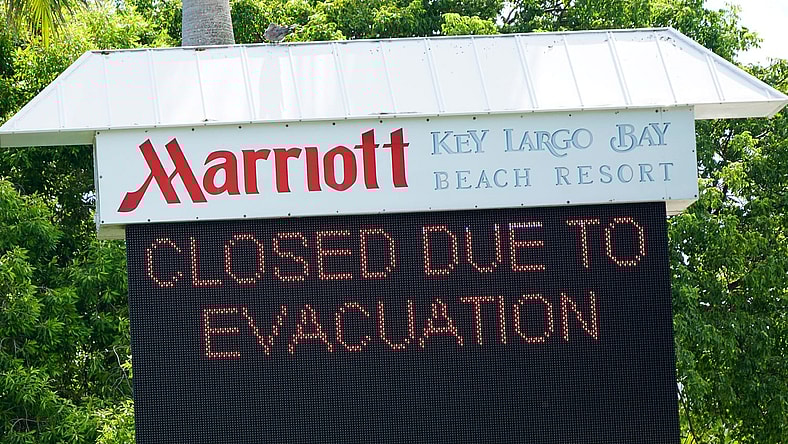 Marriott KEY LARGO BAY
BEACH RESORT
CLOSED DUE TO
EVACUATION